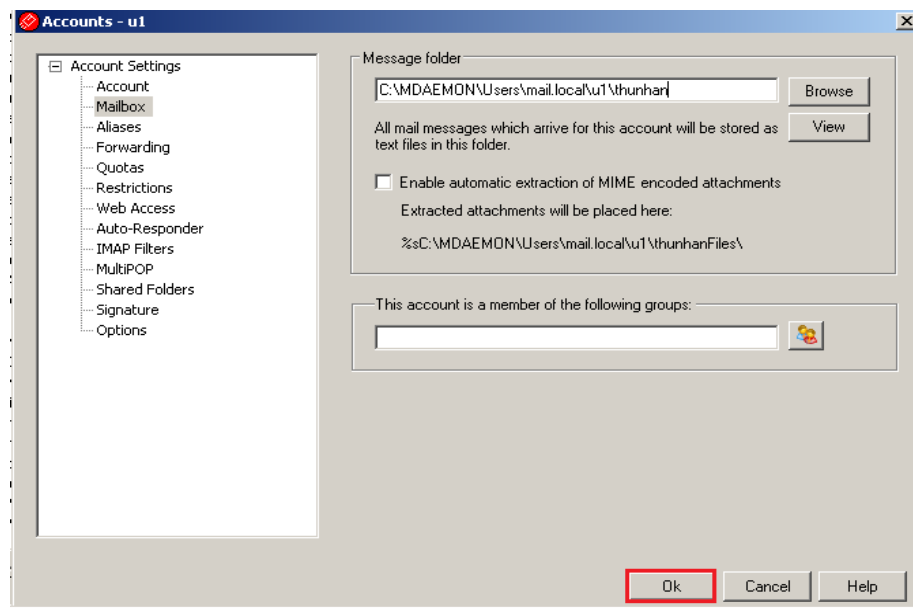 Accounts - u1
Account Settings
Account
Mailbox
Aliases
Forwarding
Quotas
Restrictions
Web Access
Auto-Responder
IMAP Filters
MultiPOP
Shared Folders
Signature
Options
Message folder
C:\MDAEMON\Users\mail.local\u1\thunhan
Browse
All mail messages which arrive for this account will be stored as
text files in this folder.
View
Enable automatic extraction of MIME encoded attachments
Extracted attachments will be placed here:
%sC:\MDAEMON\Users\mail.local\u1\thunhanFiles\
This account is a member of the following groups:
Ok
Cancel
Help